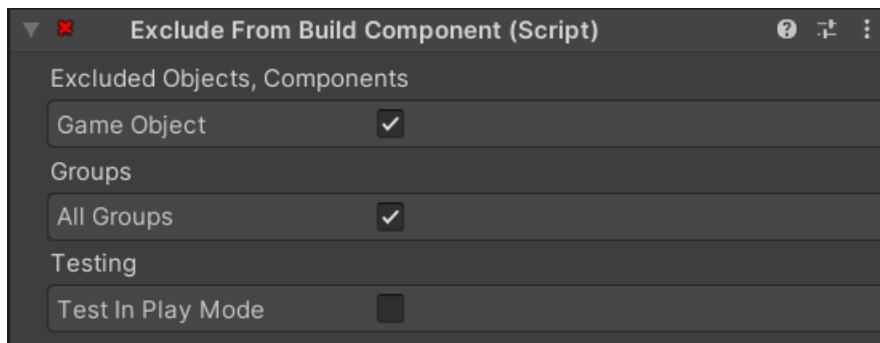 Exclude From Build Component (Script)
Excluded Objects, Components
Game Object
Groups
All Groups
Testing
Test In Play Mode